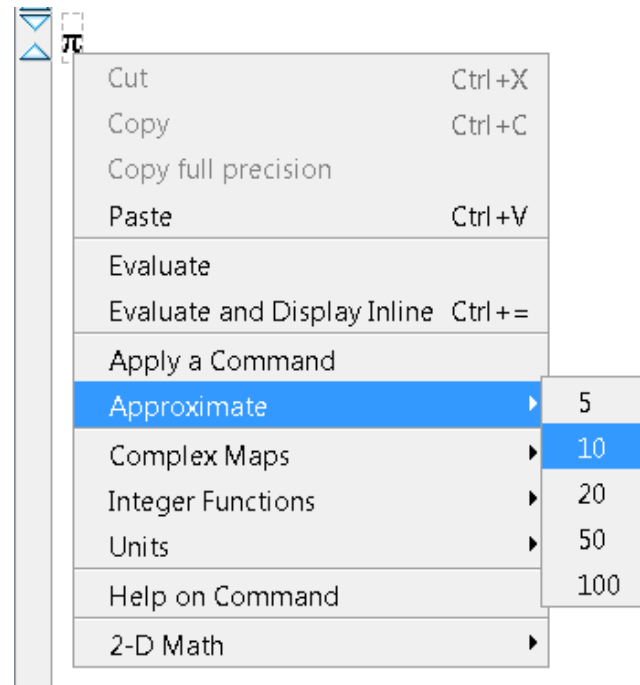 π
Cut Ctrl+X
Copy Ctrl+C
Copy full precision
Paste Ctrl+V
Evaluate
Evaluate and Display Inline Ctrl+=
Apply a Command
Approximate
5
10
20
50
100
Complex Maps
Integer Functions
Units
Help on Command
2-D Math